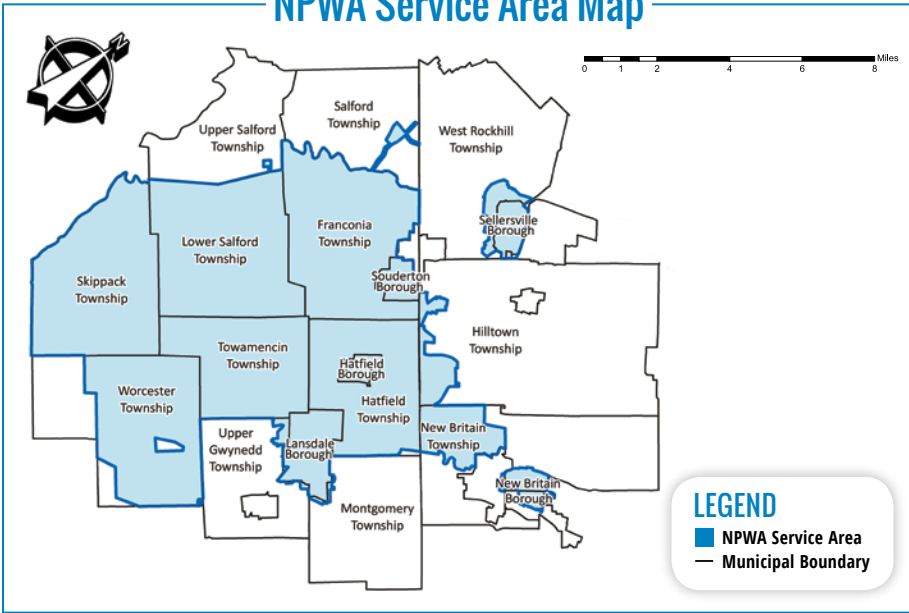 NPWA Service Area Map
N
Miles
0 1 2 4 6 8
Salford
Township
Upper Salford
Township
West Rockhill
Township
Sellersville
Borough
Franconia
Township
Lower Salford
Township
Souderton
Borough
Skippack
Township
Hilltown
Township
Towamencin
Township
Hatfield
Borough
Worcester
Township
Hatfield
Township
New Britain
Township
Upper
Gwynedd
Township
Lansdale
Borough
New Britain
Borough
Montgomery
Township
LEGEND
NPWA Service Area
Municipal Boundary